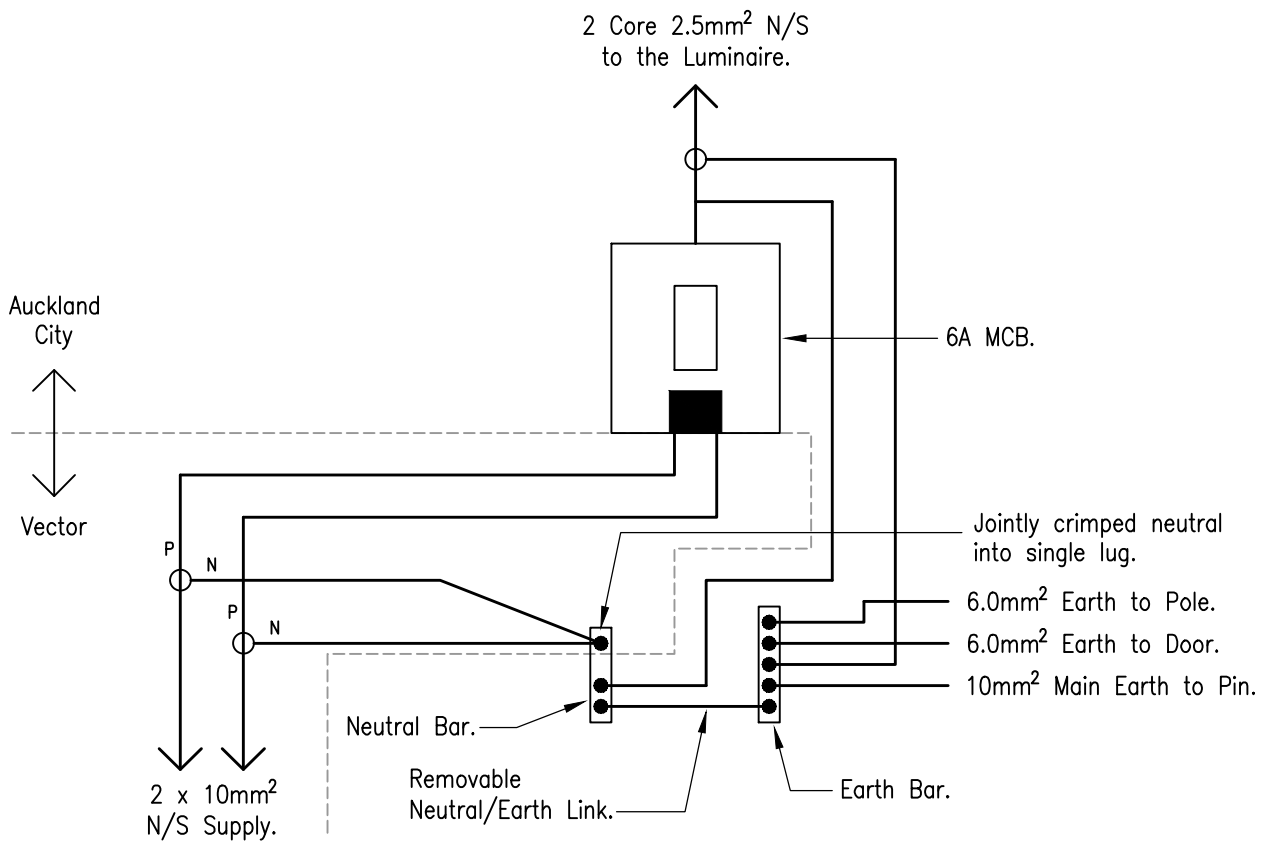 2 Core 2.5mm² N/S
to the Luminaire.
Auckland
City
6A MCB.
Vector
Jointly crimped neutral
into single lug.
P
N
6.0mm² Earth to Pole.
P
N
6.0mm² Earth to Door.
10mm² Main Earth to Pin.
Neutral Bar.
Removable
Neutral/Earth Link.
Earth Bar.
2 x 10mm²
N/S Supply.